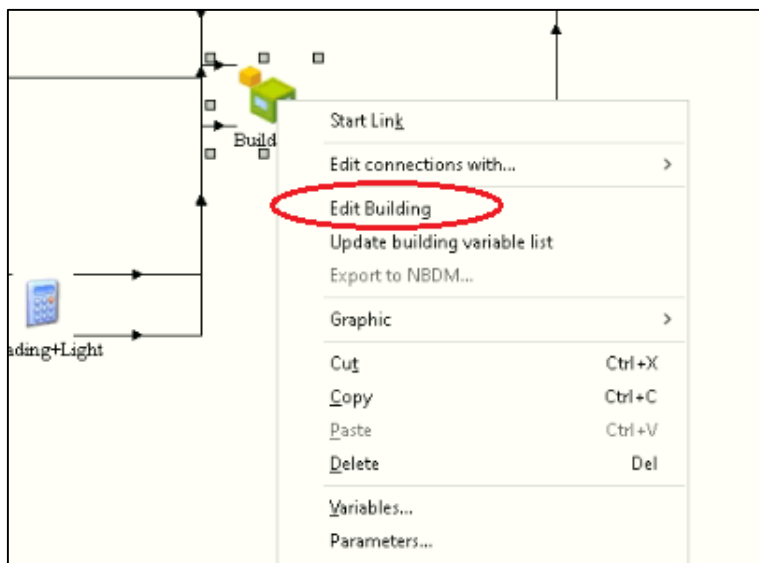 Start Link
Build
Edit connections with...
Edit Building
Update building variable list
Export to NBDM...
Graphic
ading+Light
Cut Ctrl+X
Copy Ctrl+C
Paste Ctrl+V
Delete Del
Variables...
Parameters...